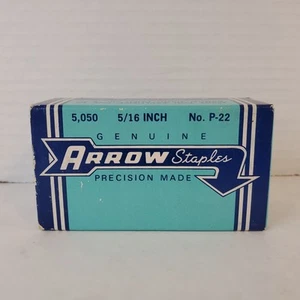 5,050 5/16 INCH No. P-22
GENUINE
ARROW Staples
PRECISION MADE